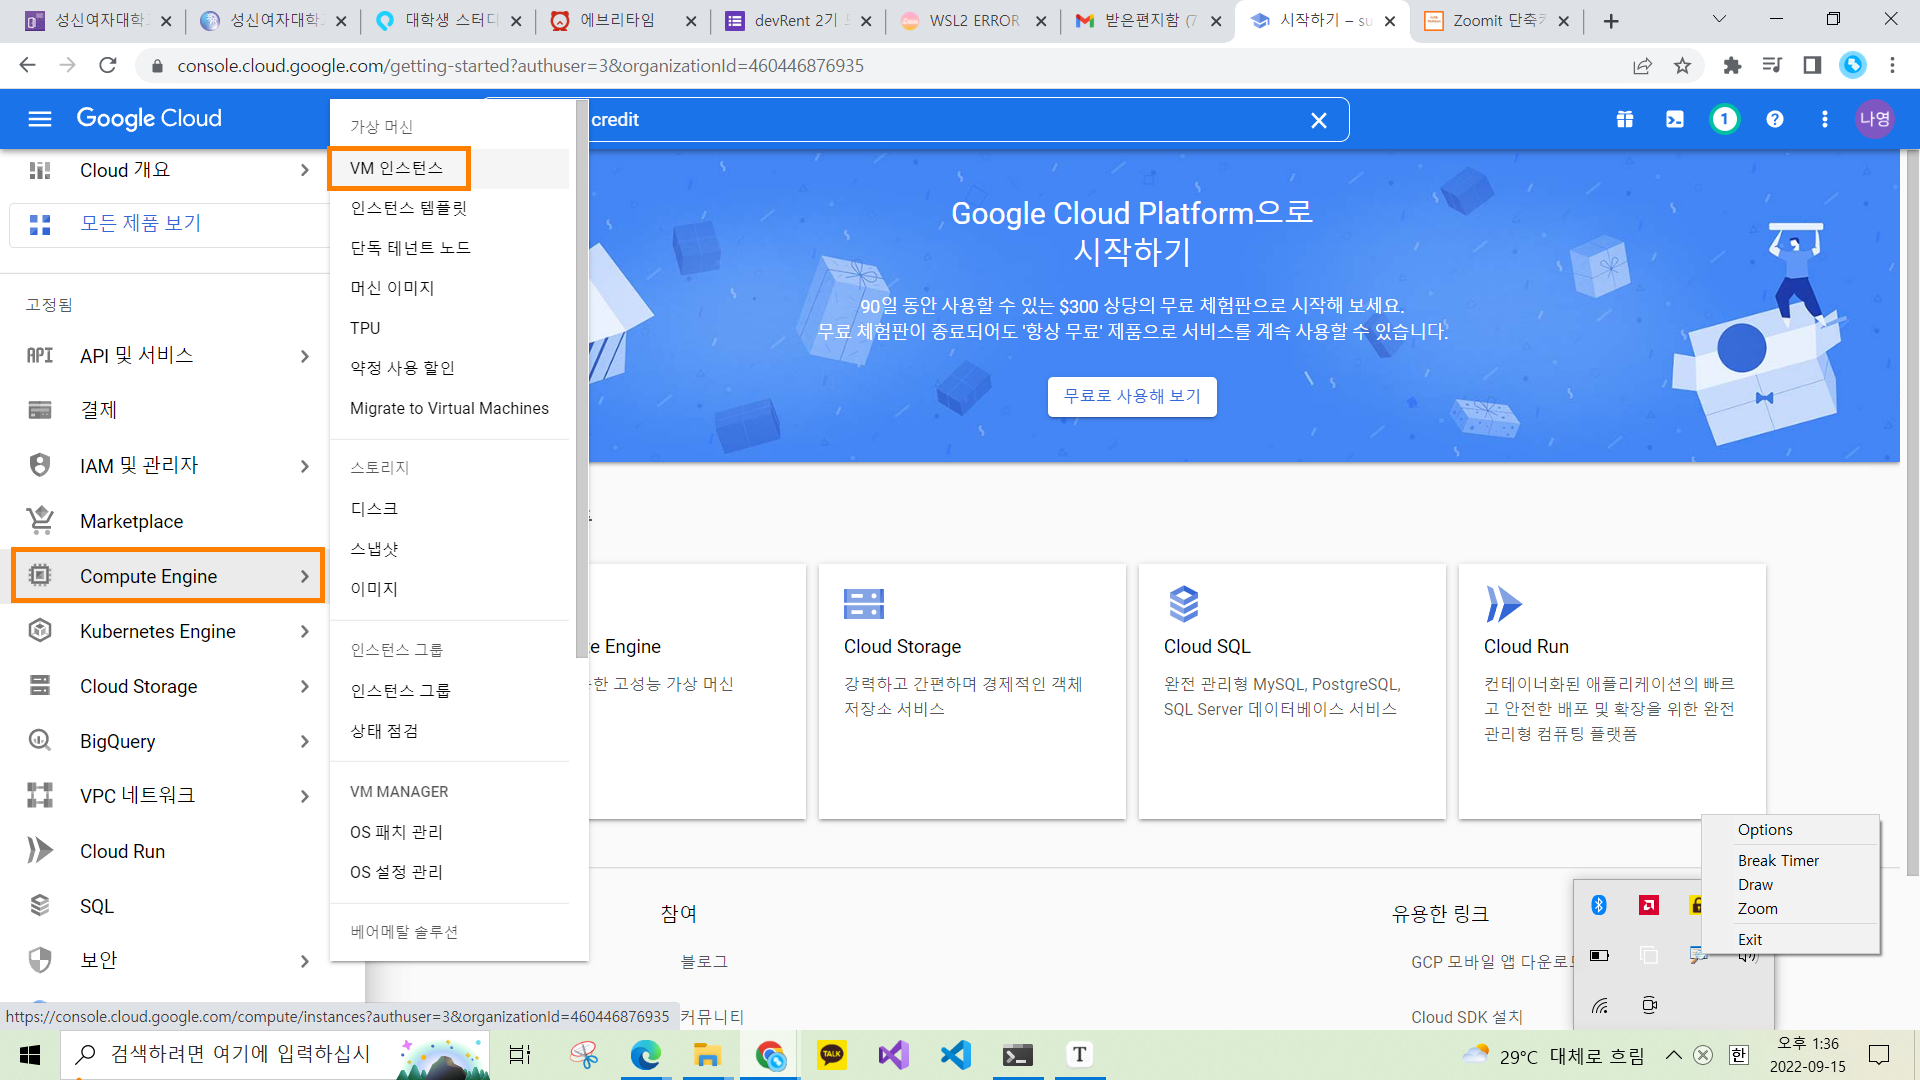 성신여자대학
성신여자대학
대학생 스터디
에브리타임
devRent 2기
WSL2 ERROR
받은편지함 (7
시작하기 – su
Zoomit 단축키
console.cloud.google.com/getting-started?authuser=3&organizationId=460446876935
Google Cloud
credit
1
나영
Cloud 개요
모든 제품 보기
고정됨
API
API 및 서비스
결제
IAM 및 관리자
Marketplace
Compute Engine
Kubernetes Engine
Cloud Storage
BigQuery
VPC 네트워크
Cloud Run
SQL
보안
가상 머신
VM 인스턴스
인스턴스 템플릿
단독 테넌트 노드
머신 이미지
TPU
약정 사용 할인
Migrate to Virtual Machines
스토리지
디스크
스냅샷
이미지
인스턴스 그룹
인스턴스 그룹
상태 점검
VM MANAGER
OS 패치 관리
OS 설정 관리
베어메탈 솔루션
Google Cloud Platform으로
시작하기
90일 동안 사용할 수 있는 $300 상당의 무료 체험판으로 시작해 보세요.
무료 체험판이 종료되어도 '항상 무료' 제품으로 서비스를 계속 사용할 수 있습니다.
무료로 사용해 보기
e Engine
한 고성능 가상 머신
Cloud Storage
강력하고 간편하며 경제적인 객체
저장소 서비스
Cloud SQL
완전 관리형 MySQL, PostgreSQL,
SQL Server 데이터베이스 서비스
Cloud Run
컨테이너화된 애플리케이션의 빠르
고 안전한 배포 및 확장을 위한 완전
관리형 컴퓨팅 플랫폼
참여
블로그
커뮤니티
유용한 링크
GCP 모바일 앱 다운로드
Cloud SDK 설치
Options
Break Timer
Draw
Zoom
Exit
https://console.cloud.google.com/compute/instances?authuser=3&organizationId=460446876935
검색하려면 여기에 입력하십시
TALK
T
29°C 대체로 흐림
한
오후 1:36
2022-09-15